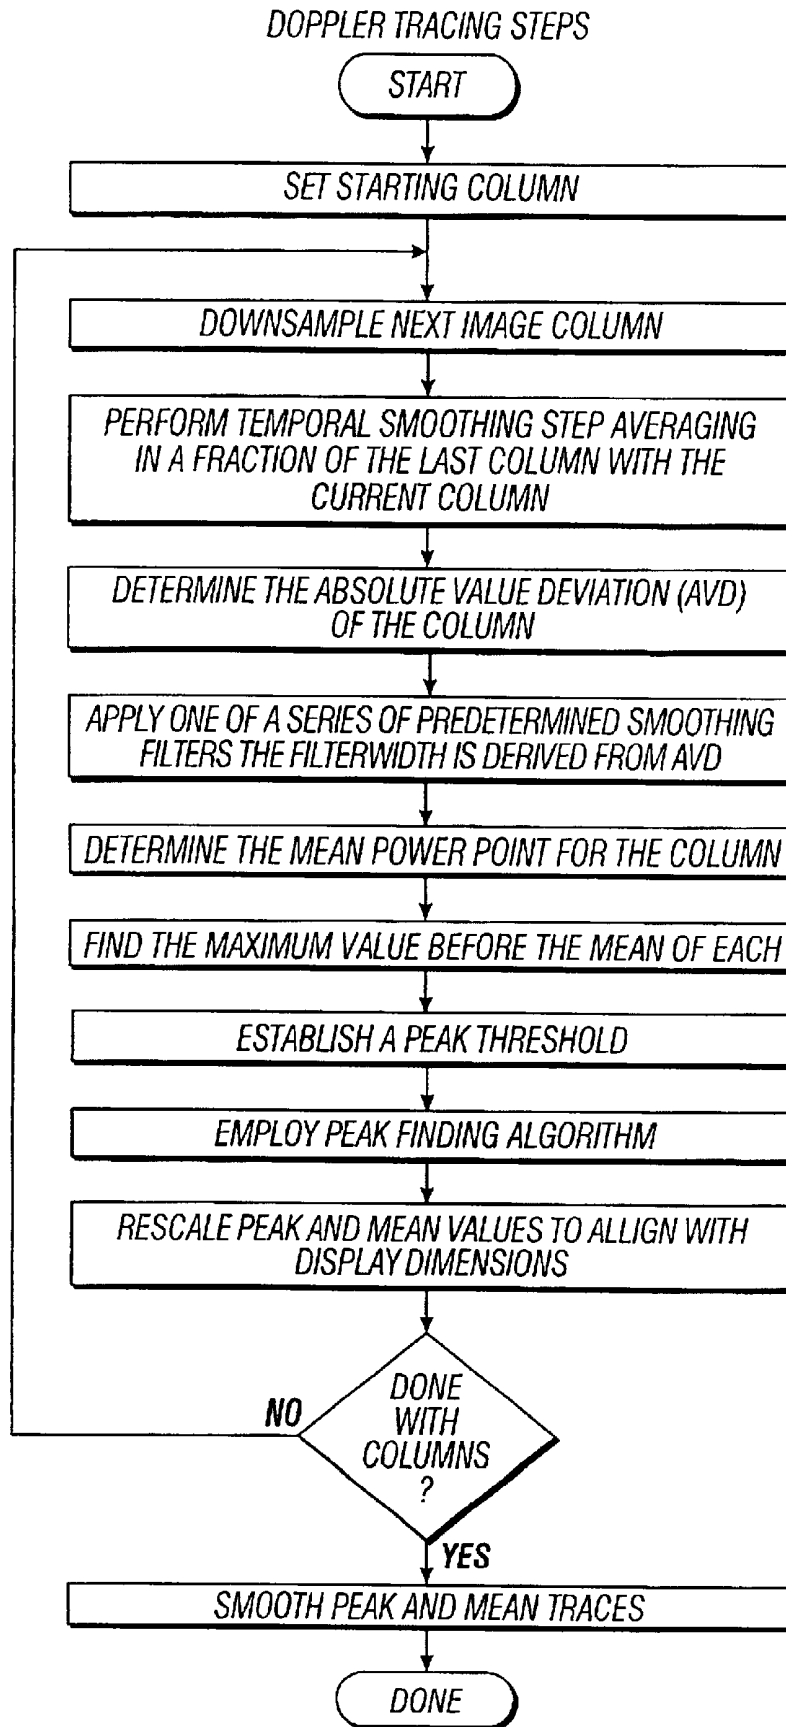 DOPPLER TRACING STEPS
START
SET STARTING COLUMN
DOWNSAMPLE NEXT IMAGE COLUMN
PERFORM TEMPORAL SMOOTHING STEP AVERAGING
IN A FRACTION OF THE LAST COLUMN WITH THE
CURRENT COLUMN
DETERMINE THE ABSOLUTE VALUE DEVIATION (AVD)
OF THE COLUMN
APPLY ONE OF A SERIES OF PREDETERMINED SMOOTHING
FILTERS THE FILTERWIDTH IS DERIVED FROM AVD
DETERMINE THE MEAN POWER POINT FOR THE COLUMN
FIND THE MAXIMUM VALUE BEFORE THE MEAN OF EACH
ESTABLISH A PEAK THRESHOLD
EMPLOY PEAK FINDING ALGORITHM
RESCALE PEAK AND MEAN VALUES TO ALLIGN WITH
DISPLAY DIMENSIONS
DONE
WITH
COLUMNS
?
NO
YES
SMOOTH PEAK AND MEAN TRACES
DONE